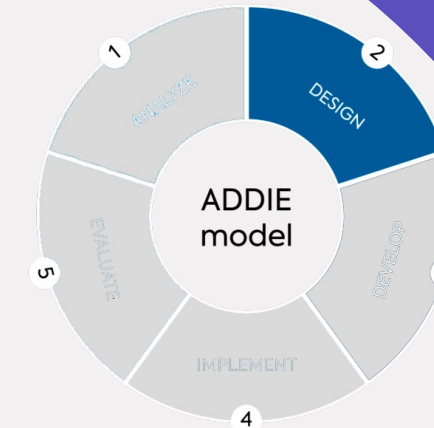 1
ANALYZE
2
DESIGN
ADDIE
model
DEVELOP
4
IMPLEMENT
5
EVALUATE